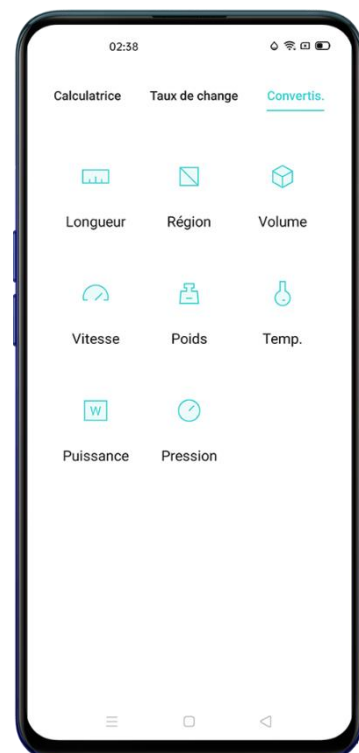 02:38
Calculatrice Taux de change Convertis.
Longueur Région Volume
Vitesse Poids Temp.
W
Puissance Pression